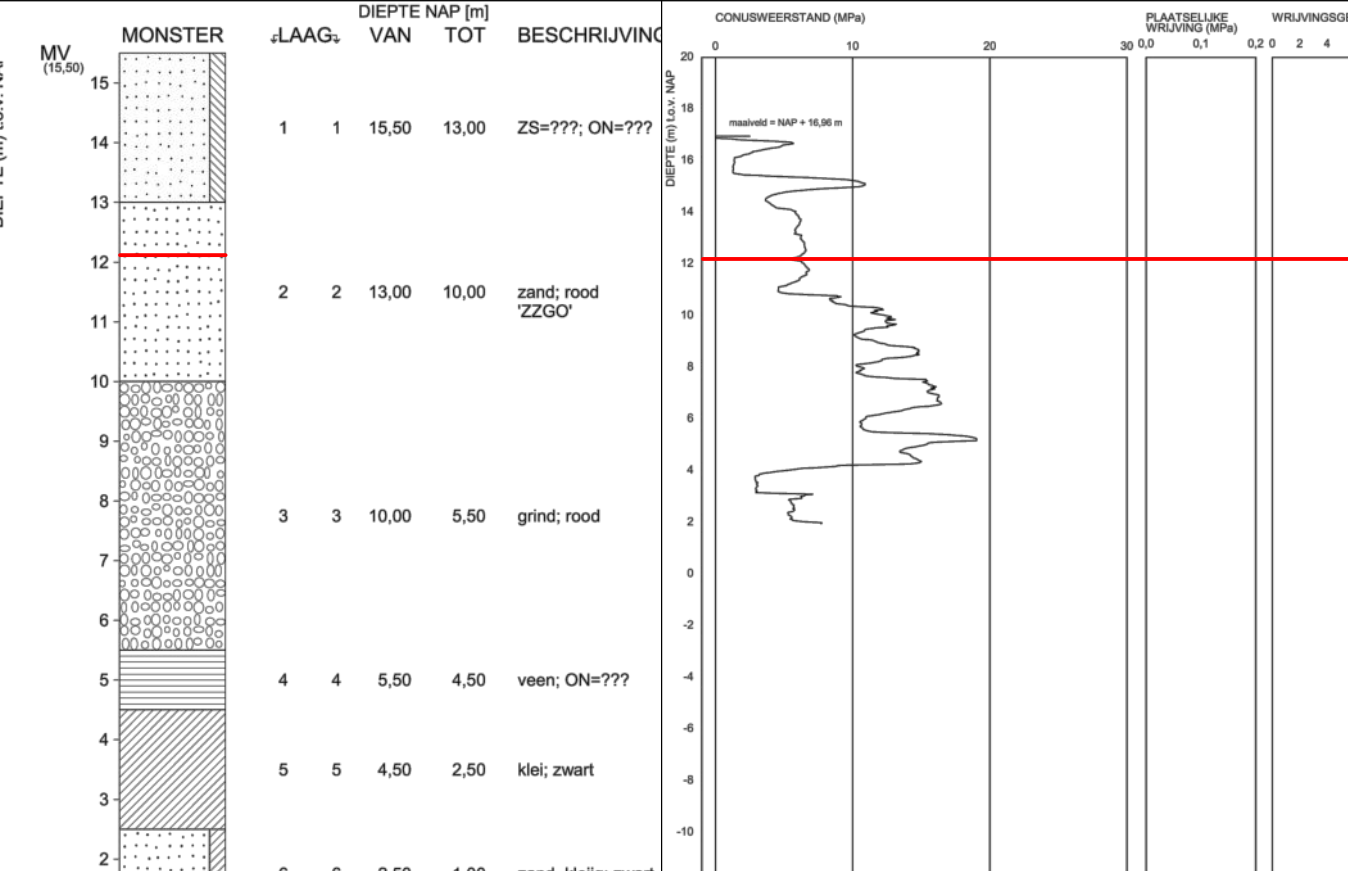 DIEPTE NAP [m]
MONSTER LAAG VAN TOT BESCHRIJVING
MV
(15,50)
15
1 1 15,50 13,00 ZS=???; ON=???
14
13
12
2 2 13,00 10,00 zand; rood
'ZZGO'
11
10
9
8
3 3 10,00 5,50 grind; rood
7
6
5
4 4 5,50 4,50 veen; ON=???
4
5 5 4,50 2,50 klei; zwart
3
2
CONUSWEERSTAND (MPa)
0 10 20 30
PLAATSELIJKE
WRIJVING (MPa)
0,0 0,1 0,2
WRIJVINGSGE
0 2 4
DIEPTE (m) t.o.v. NAP
maaiveld = NAP + 16,96 m
20
18
16
14
12
10
8
6
4
2
0
-2
-4
-6
-8
-10